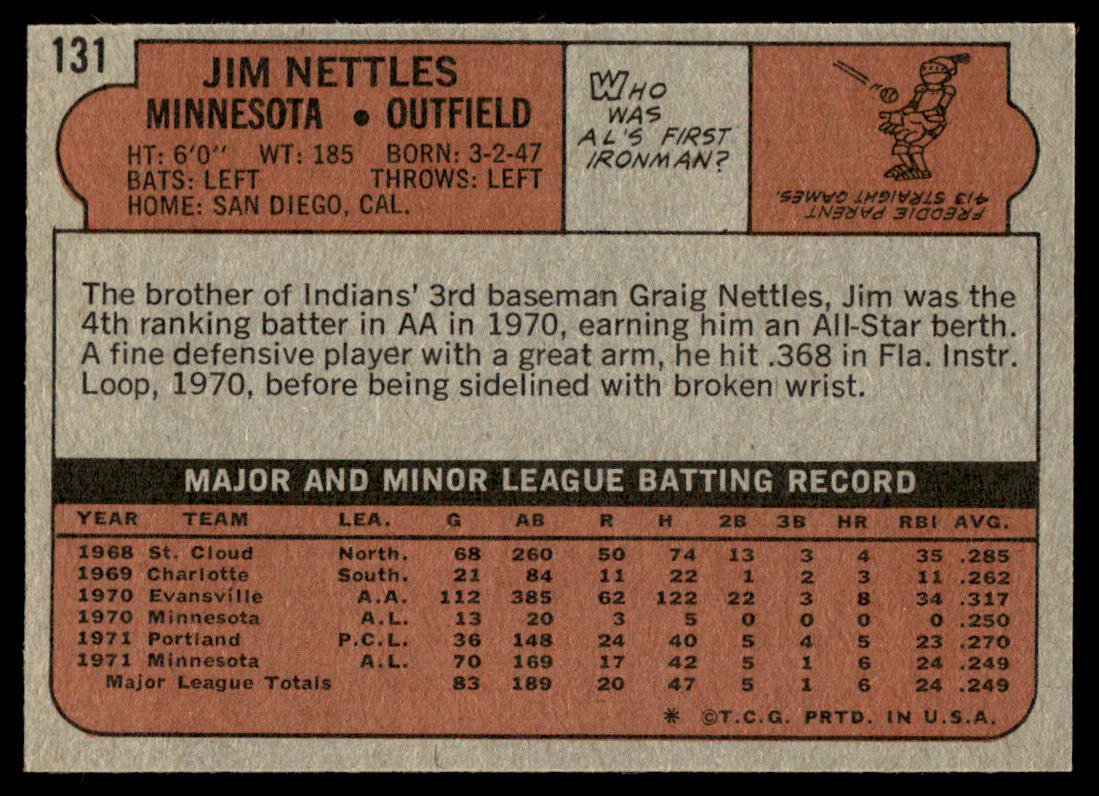 131
JIM NETTLES
MINNESOTA • OUTFIELD
HT: 6'0" WT: 185 BORN: 3-2-47
BATS: LEFT THROWS: LEFT
HOME: SAN DIEGO, CAL.
WHO
WAS
AL'S FIRST
IRONMAN?
FREDDIE PARENT
413 STRAIGHT GAMES.
The brother of Indians' 3rd baseman Graig Nettles, Jim was the
4th ranking batter in AA in 1970, earning him an All-Star berth.
A fine defensive player with a great arm, he hit .368 in Fla. Instr.
Loop, 1970, before being sidelined with broken wrist.
MAJOR AND MINOR LEAGUE BATTING RECORD
YEAR TEAM LEA. G AB R H 2B 3B HR RBI AVG.
1968 St. Cloud North. 68 260 50 74 13 3 4 35 .285
1969 Charlotte South. 21 84 11 22 1 2 3 11 .262
1970 Evansville A.A. 112 385 62 122 22 3 8 34 .317
1970 Minnesota A.L. 13 20 3 5 0 0 0 0 .250
1971 Portland P.C.L. 36 148 24 40 5 4 5 23 .270
1971 Minnesota A.L. 70 169 17 42 5 1 6 24 .249
Major League Totals 83 189 20 47 5 1 6 24 .249
* ©T.C.G. PRTD. IN U.S.A.